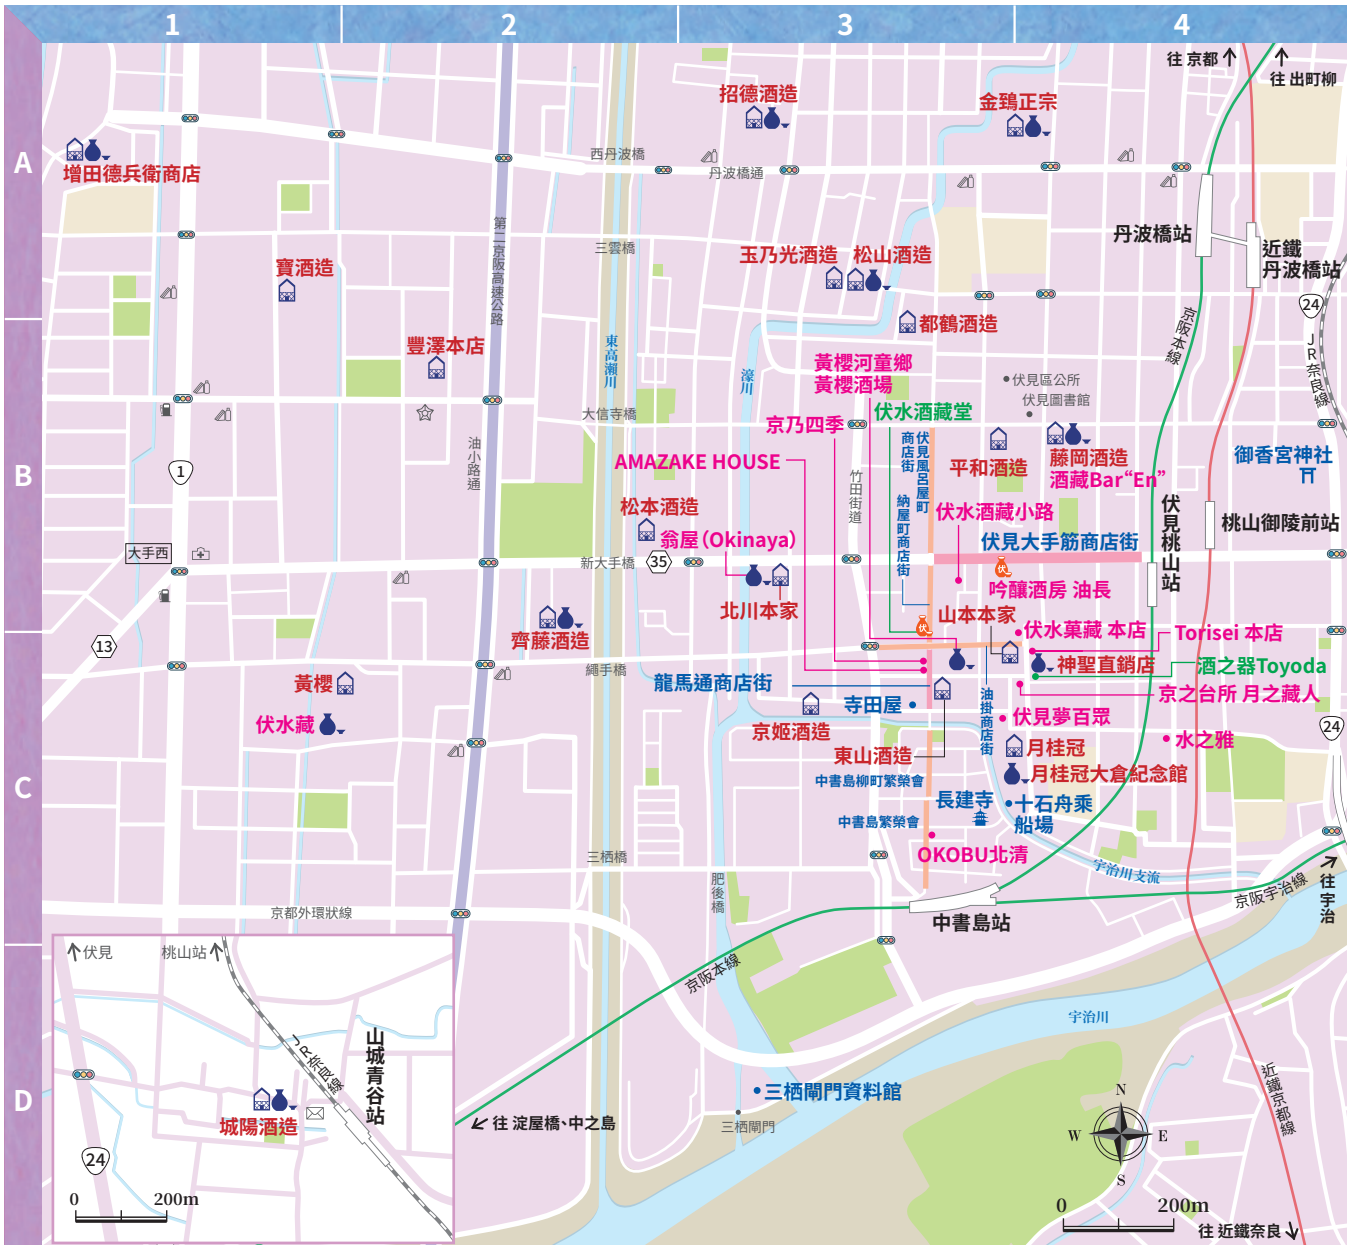 1
2
3
4
A
B
C
D
往 京都
往 出町柳
招德酒造
金鵄正宗
增田德兵衛商店
西丹波橋
丹波橋通
第二京阪高速公路
三雲橋
丹波橋站
近鐵
丹波橋站
玉乃光酒造
松山酒造
寶酒造
24
都鶴酒造
京阪本線
JR奈良線
豐澤本店
東高瀨川
濠川
黃櫻河童鄉
黃櫻酒場
伏見區公所
伏見圖書館
大信寺橋
伏水酒藏堂
京乃四季
油小路通
1
AMAZAKE HOUSE
竹田街道
伏見風呂屋町
商店街
納屋町商店街
平和酒造
藤岡酒造
酒藏Bar“En”
御香宮神社
松本酒造
伏水酒藏小路
伏見桃山站
桃山御陵前站
翁屋(Okinaya)
伏見大手筋商店街
大手西
新大手橋
35
吟釀酒房 油長
北川本家
山本本家
齊藤酒造
伏水菓藏 本店
Torisei 本店
13
繩手橋
神聖直銷店
酒之器Toyoda
黃櫻
龍馬通商店街
京之台所 月之藏人
伏水藏
寺田屋
油掛商店街
伏見夢百眾
24
京姬酒造
東山酒造
月桂冠
水之雅
中書島柳町繁榮會
月桂冠大倉紀念館
長建寺
十石舟乘
船場
中書島繁榮會
OKOBU北清
三栖橋
肥後橋
宇治川支流
京阪宇治線
往宇治
京都外環狀線
中書島站
伏見
桃山站
京阪本線
山城青谷站
JR奈良線
宇治川
城陽酒造
三栖閘門資料館
近鐵京都線
往 淀屋橋、中之島
三栖閘門
N
W
E
S
24
0
200m
0
200m
往 近鐵奈良
伏
伏